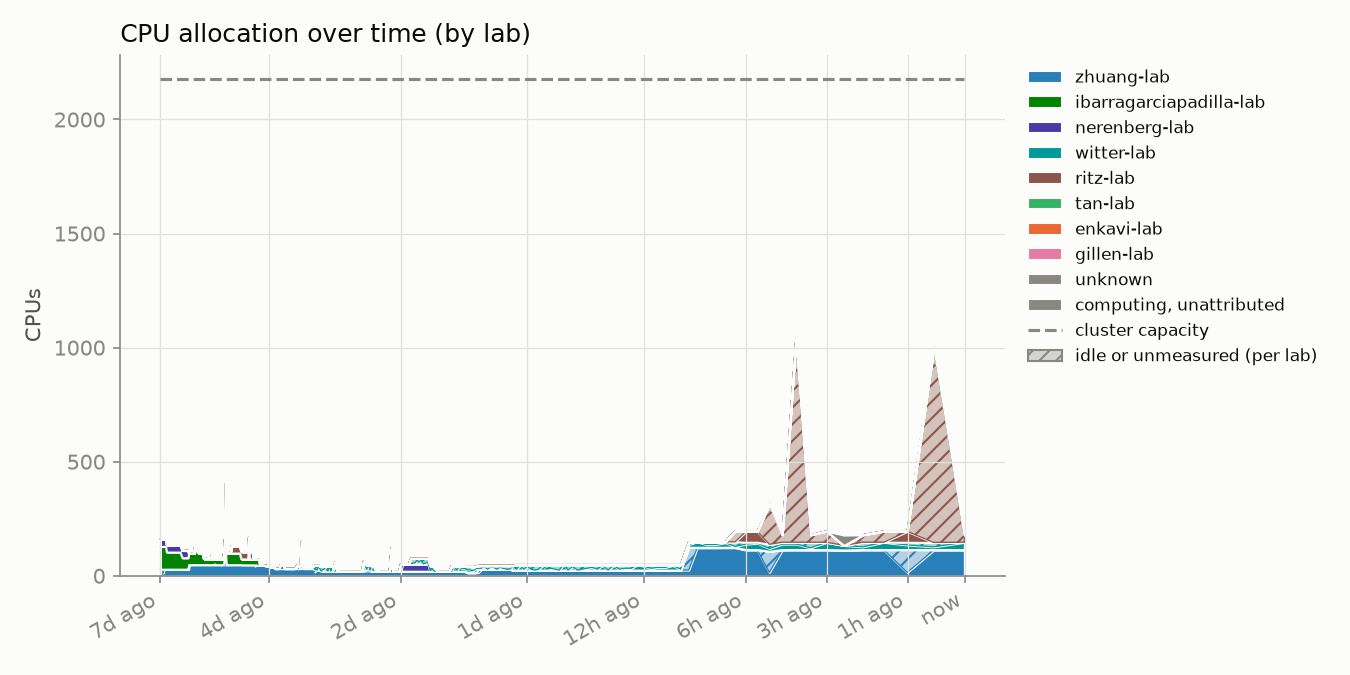 CPU allocation over time (by lab)
CPUs
2000
1500
1000
500
0
7d ago
4d ago
2d ago
1d ago
12h ago
6h ago
3h ago
1h ago
now
zhuang-lab
ibarragarciapadilla-lab
nerenberg-lab
witter-lab
ritz-lab
tan-lab
enkavi-lab
gillen-lab
unknown
computing, unattributed
cluster capacity
idle or unmeasured (per lab)